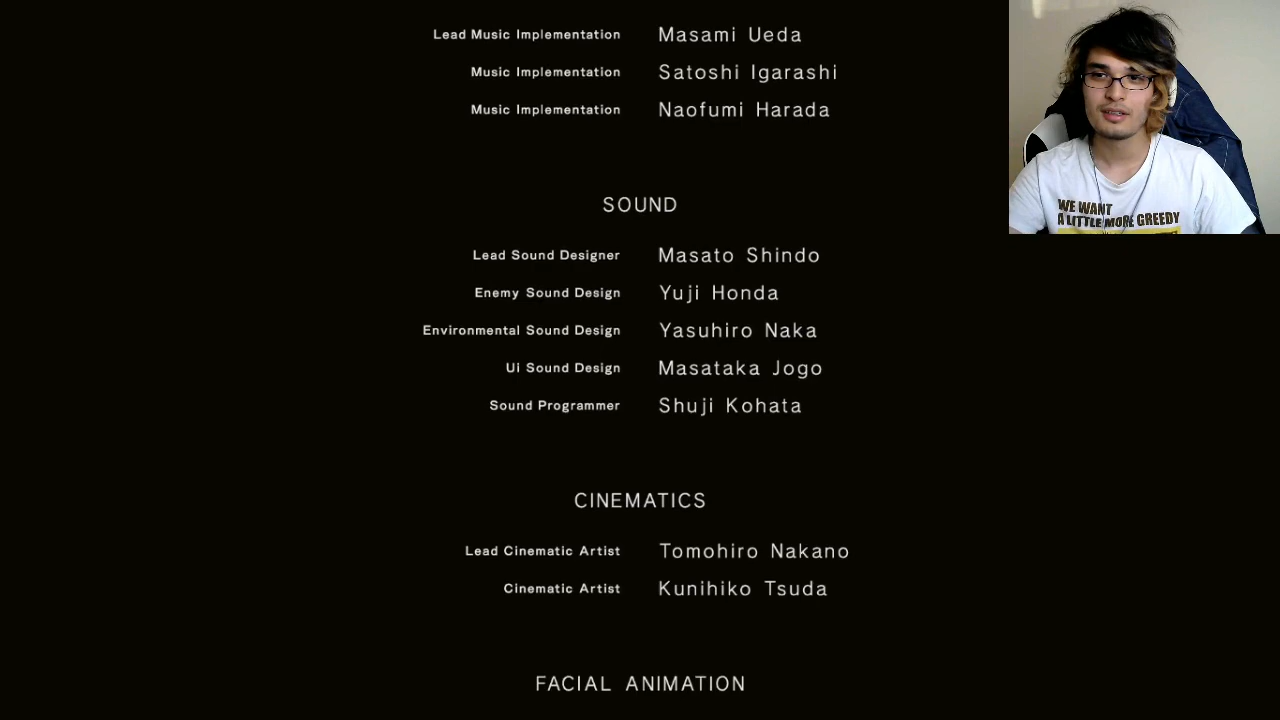 Lead Music Implementation Masami Ueda
Music Implementation Satoshi Igarashi
Music Implementation Naofumi Harada
SOUND
Lead Sound Designer Masato Shindo
Enemy Sound Design Yuji Honda
Environmental Sound Design Yasuhiro Naka
Ui Sound Design Masataka Jogo
Sound Programmer Shuji Kohata
CINEMATICS
Lead Cinematic Artist Tomohiro Nakano
Cinematic Artist Kunihiko Tsuda
FACIAL ANIMATION
WE WANT
A LITTLE MORE GREEDY